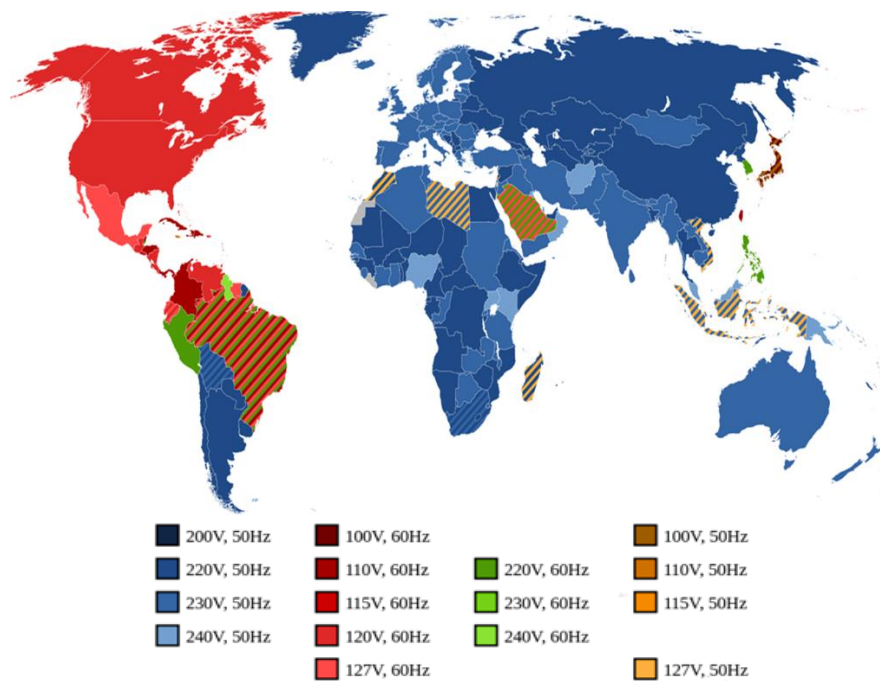 200V, 50Hz
100V, 60Hz
100V, 50Hz
220V, 50Hz
110V, 60Hz
220V, 60Hz
110V, 50Hz
230V, 50Hz
115V, 60Hz
230V, 60Hz
115V, 50Hz
240V, 50Hz
120V, 60Hz
240V, 60Hz
127V, 60Hz
127V, 50Hz